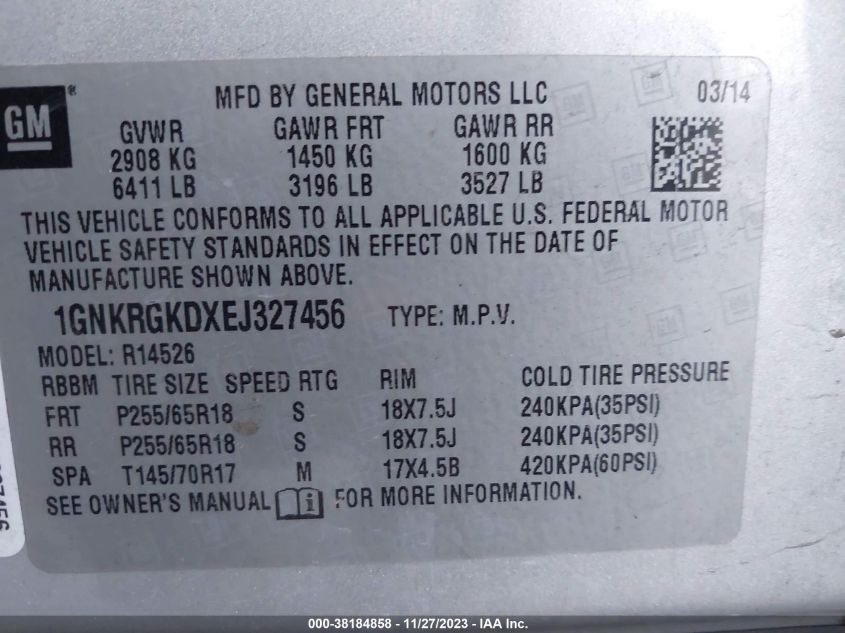 GM ® MFD BY GENERAL MOTORS LLC 03/14
GVWR GAWR FRT GAWR RR
2908 KG 1450 KG 1600 KG
6411 LB 3196 LB 3527 LB
THIS VEHICLE CONFORMS TO ALL APPLICABLE U.S. FEDERAL MOTOR
VEHICLE SAFETY STANDARDS IN EFFECT ON THE DATE OF
MANUFACTURE SHOWN ABOVE.
1GNKRGKDXEJ327456 TYPE: M.P.V.
MODEL: R14526
RBBM TIRE SIZE SPEED RTG RIM COLD TIRE PRESSURE
FRT P255/65R18 S 18X7.5J 240KPA(35PSI)
RR P255/65R18 S 18X7.5J 240KPA(35PSI)
SPA T145/70R17 M 17X4.5B 420KPA(60PSI)
SEE OWNER'S MANUAL i FOR MORE INFORMATION.
000-38184858 - 11/27/2023 - IAA Inc.